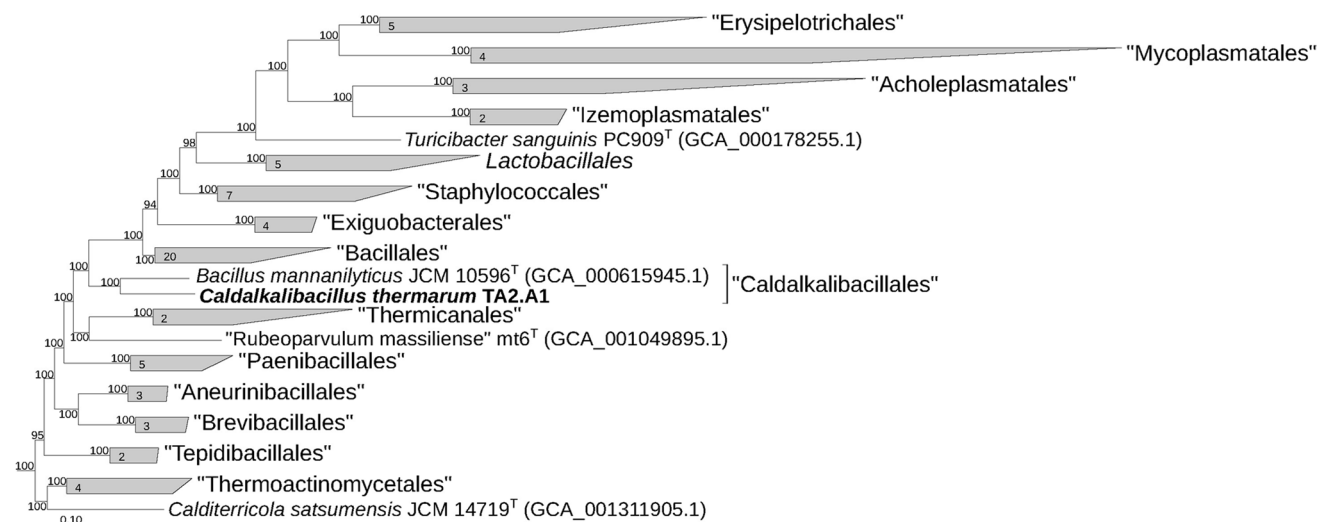 100 5 "Erysipelotrichales"
100
100 4 "Mycoplasmatales"
100
100 3 "Acholeplasmatales"
100
100 2 "Izemoplasmatales"
100
Turicibacter sanguinis PC909ᵀ (GCA_000178255.1)
98
100 5 Lactobacillales
100
100 7 "Staphylococcales"
94
100 4 "Exiguobacterales"
100
100 20 "Bacillales"
100
Bacillus mannanilyticus JCM 10596ᵀ (GCA_000615945.1)
100
"Caldalkalibacillales"
Caldalkalibacillus thermarum TA2.A1
100
100 2 "Thermicanales"
100
"Rubeoparvulum massiliense" mt6ᵀ (GCA_001049895.1)
100
100 5 "Paenibacillales"
100
100 3 "Aneurinibacillales"
100
100 3 "Brevibacillales"
95
100 2 "Tepidibacillales"
100
100 4 "Thermoactinomycetales"
100
Calditerricola satsumensis JCM 14719ᵀ (GCA_001311905.1)
0.10